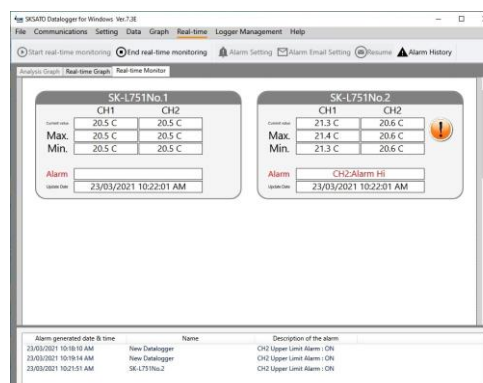 SKSATO Datalogger for Windows Ver.7.3E
File Communications Setting Data Graph Real-time Logger Management Help
Start real-time monitoring End real-time monitoring Alarm Setting Alarm Email Setting Resume Alarm History
Analysis Graph Real-time Graph Real-time Monitor
SK-L751No.1
CH1 CH2
Current value 20.5 C 20.5 C
Max. 20.5 C 20.5 C
Min. 20.5 C 20.5 C
Alarm
Update Date 23/03/2021 10:22:01 AM
SK-L751No.2
CH1 CH2
Current value 21.3 C 20.6 C
Max. 21.4 C 20.6 C
Min. 21.3 C 20.6 C
Alarm CH2:Alarm Hi
Update Date 23/03/2021 10:22:01 AM
Alarm generated date & time Name Description of the alarm
23/03/2021 10:18:10 AM New Datalogger CH2 Upper Limit Alarm : ON
23/03/2021 10:19:14 AM New Datalogger CH2 Upper Limit Alarm : ON
23/03/2021 10:21:51 AM SK-L751No.2 CH2 Upper Limit Alarm : ON